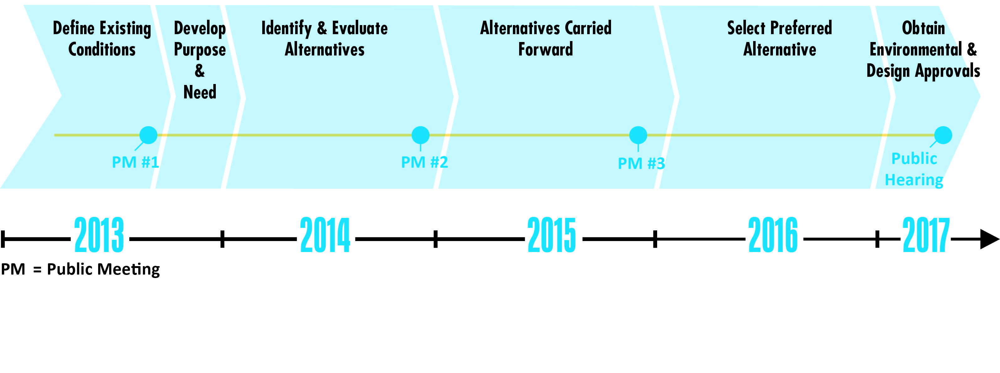 Define Existing
Conditions
Develop
Purpose
&
Need
Identify & Evaluate
Alternatives
Alternatives Carried
Forward
Select Preferred
Alternative
Obtain
Environmental &
Design Approvals
PM #1
PM #2
PM #3
Public
Hearing
2013
2014
2015
2016
2017
PM = Public Meeting